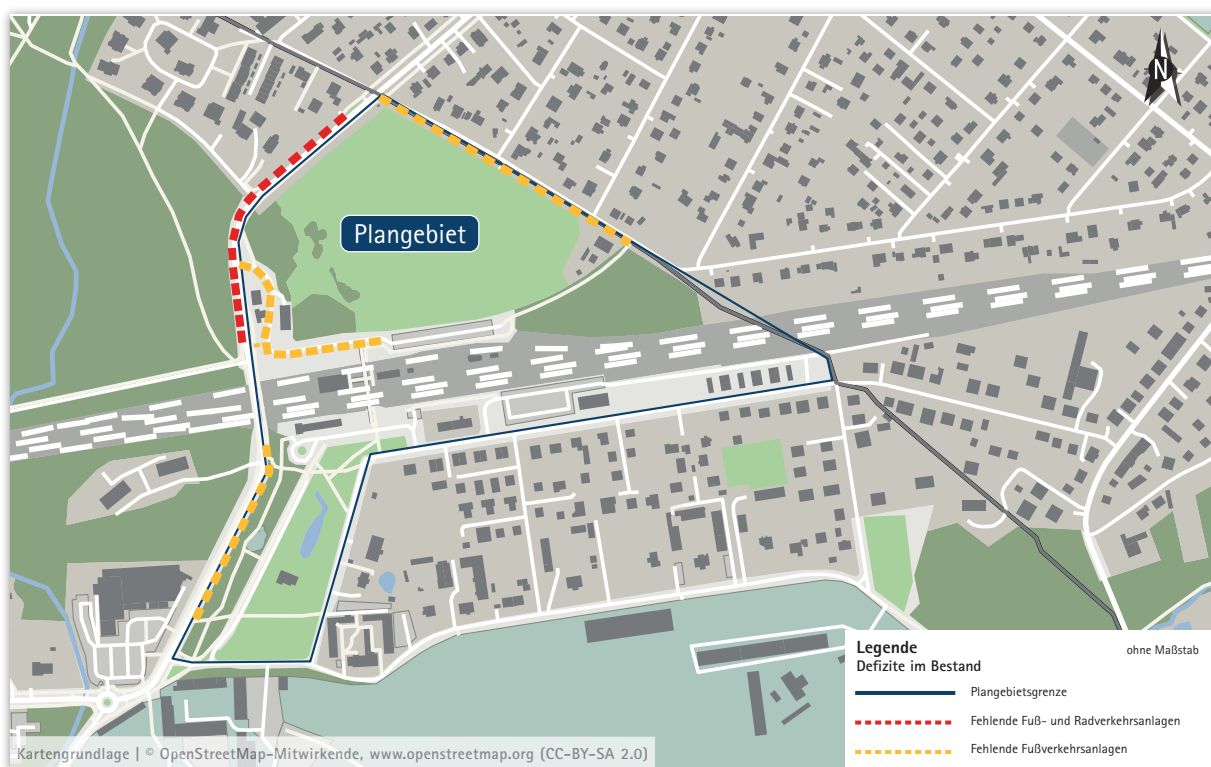 N
Plangebiet
Legende
ohne Maßstab
Defizite im Bestand
Plangebietsgrenze
Fehlende Fuß- und Radverkehrsanlagen
Fehlende Fußverkehrsanlagen
Kartengrundlage | © OpenStreetMap-Mitwirkende, www.openstreetmap.org (CC-BY-SA 2.0)